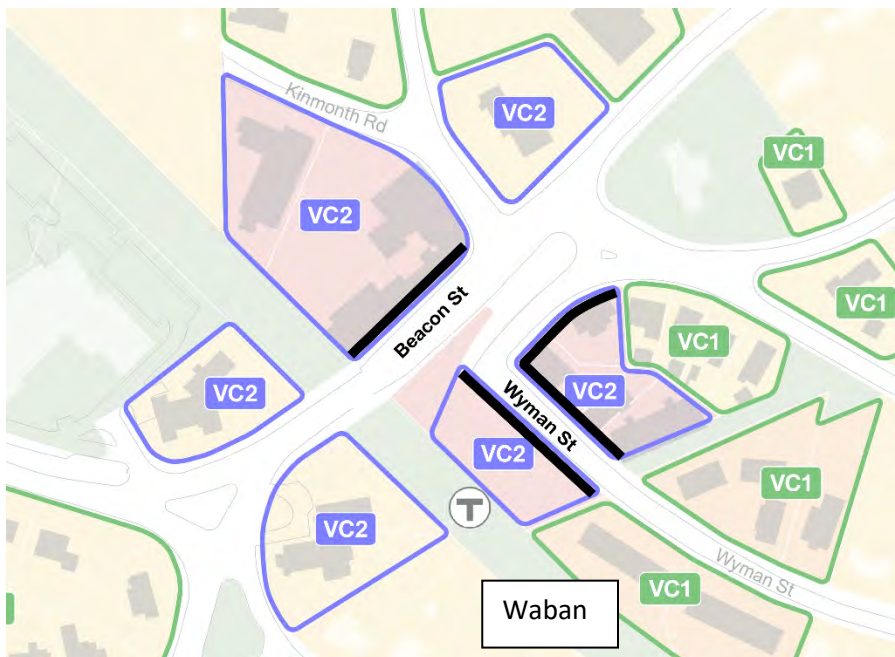 Kinmonth Rd
VC2
VC1
VC2
Beacon St
VC1
VC1
VC2
Wyman St
VC2
VC2
VC1
VC2
T
Wyman St
VC1
Waban